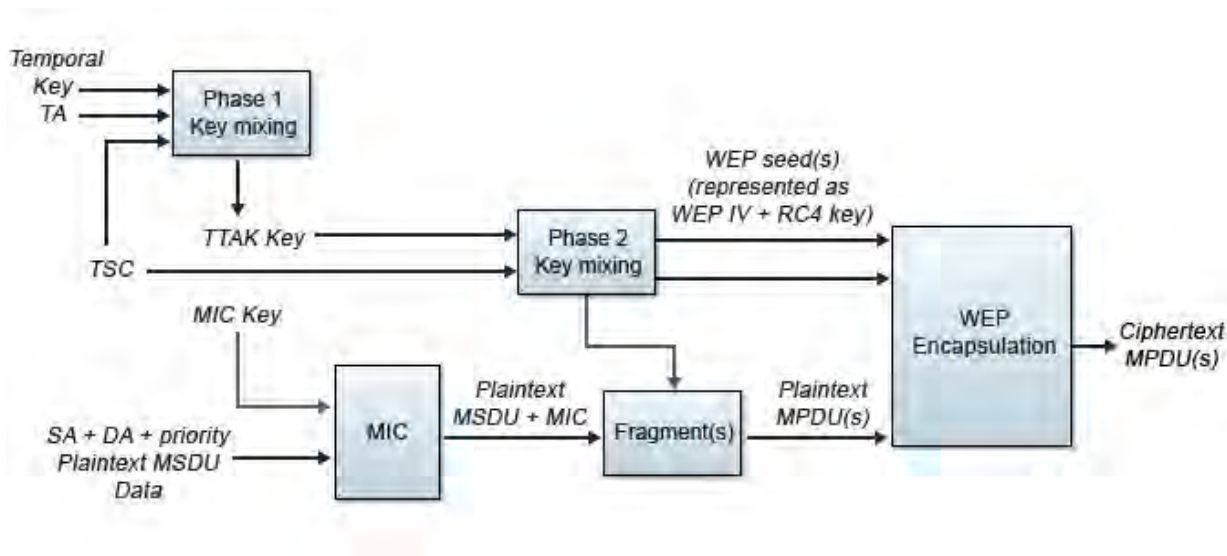 Temporal
Key
TA
Phase 1
Key mixing
WEP seed(s)
(represented as
WEP IV + RC4 key)
TTAK Key
Phase 2
Key mixing
TSC
MIC Key
WEP
Encapsulation
Ciphertext
MPDU(s)
SA + DA + priority
Plaintext MSDU
Data
MIC
Plaintext
MSDU + MIC
Fragment(s)
Plaintext
MPDU(s)